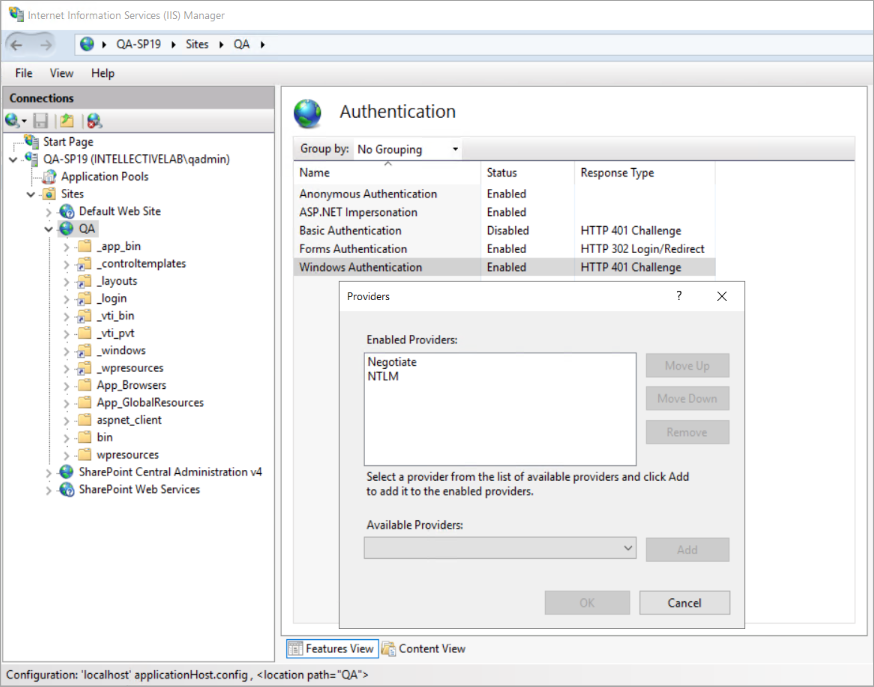 Internet Information Services (IIS) Manager
QA-SP19 Sites QA
File View Help
Connections
Start Page
QA-SP19 (INTELLECTIVELAB\qadmin)
Application Pools
Sites
Default Web Site
QA
_app_bin
_controltemplates
_layouts
_login
_vti_bin
_vti_pvt
_windows
_wpresources
App_Browsers
App_GlobalResources
aspnet_client
bin
wpresources
SharePoint Central Administration v4
SharePoint Web Services
Authentication
Group by: No Grouping
Name Status Response Type
Anonymous Authentication Enabled
ASP.NET Impersonation Enabled
Basic Authentication Disabled HTTP 401 Challenge
Forms Authentication Enabled HTTP 302 Login/Redirect
Windows Authentication Enabled HTTP 401 Challenge
Providers ?
Enabled Providers:
Negotiate
NTLM
Move Up
Move Down
Remove
Select a provider from the list of available providers and click Add
to add it to the enabled providers.
Available Providers:
Add
OK Cancel
Features View Content View
Configuration: 'localhost' applicationHost.config , <location path="QA">